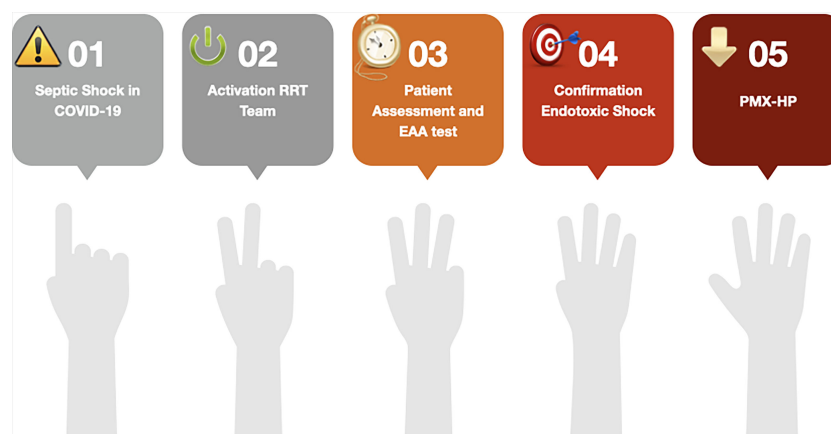 01
Septic Shock in
COVID-19
02
Activation RRT
Team
03
Patient
Assessment and
EAA test
04
Confirmation
Endotoxic Shock
05
PMX-HP